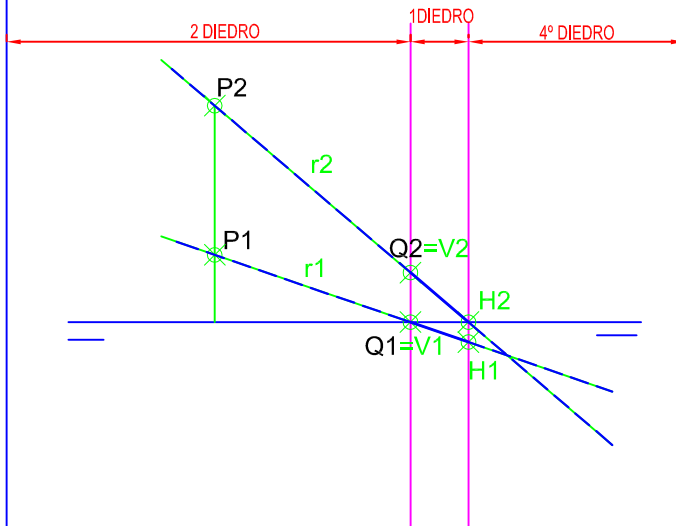 1DIEDRO
2 DIEDRO
4º DIEDRO
P2
r2
P1
r1
Q2=V2
H2
Q1=V1
H1